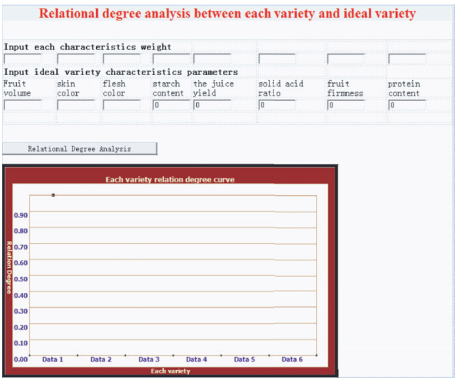 Relational degree analysis between each variety and ideal variety
Input each characteristics weight
Input ideal variety characteristics parameters
Fruit volume
skin color
flesh color
starch content
the juice yield
solid acid ratio
fruit firmness
protein content
0 0 0 0 0
Relational Degree Analysis
Each variety relation degree curve
Relation Degree
0.90
0.80
0.70
0.60
0.50
0.40
0.30
0.20
0.10
0.00 Data 1 Data 2 Data 3 Data 4 Data 5 Data 6
Each variety